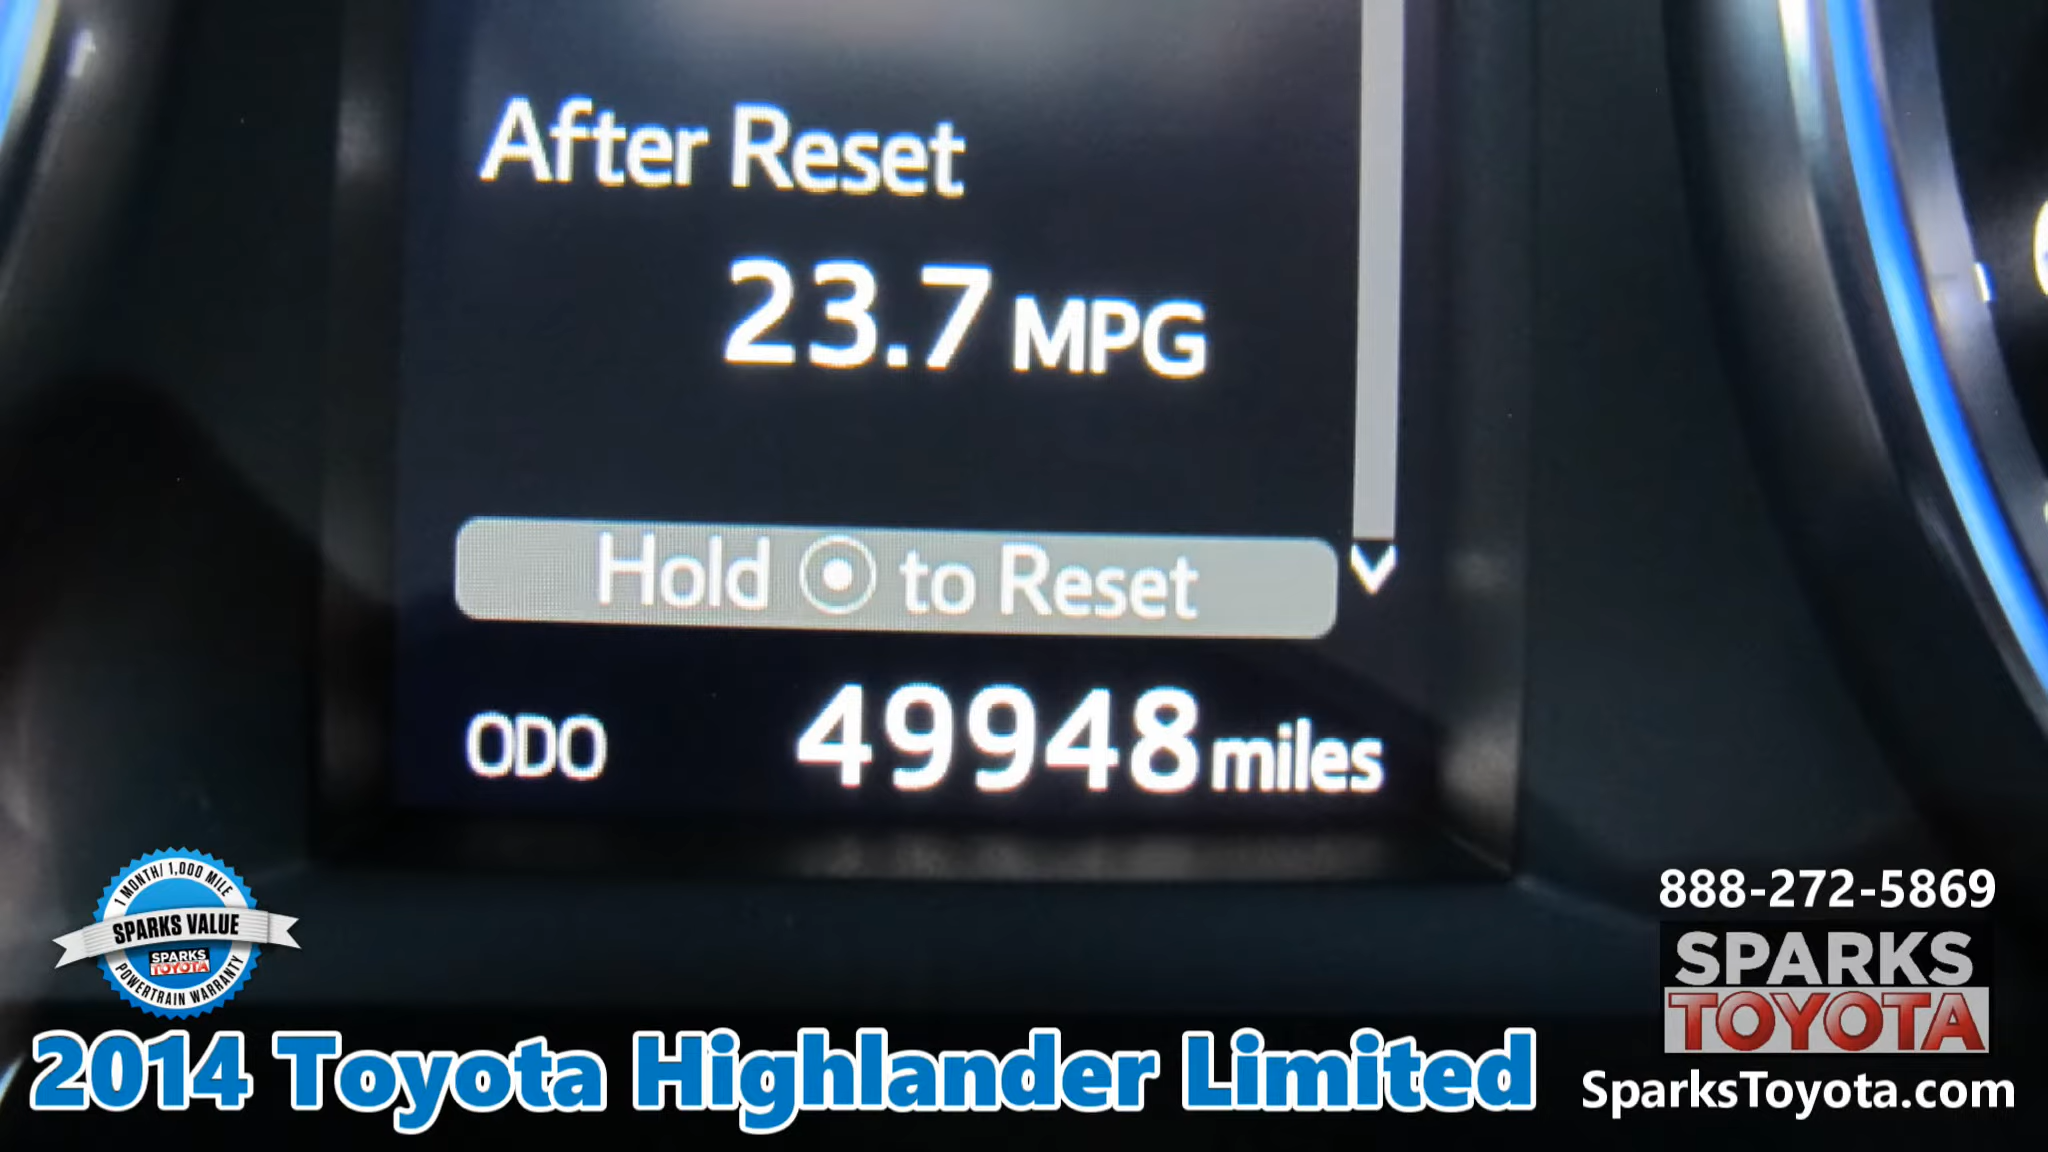 After Reset
23.7 MPG
Hold to Reset
ODO 49948 miles
1 MONTH/ 1,000 MILE
SPARKS VALUE
SPARKS
TOYOTA
POWERTRAIN WARRANTY
888-272-5869
SPARKS
TOYOTA
2014 Toyota Highlander Limited
SparksToyota.com